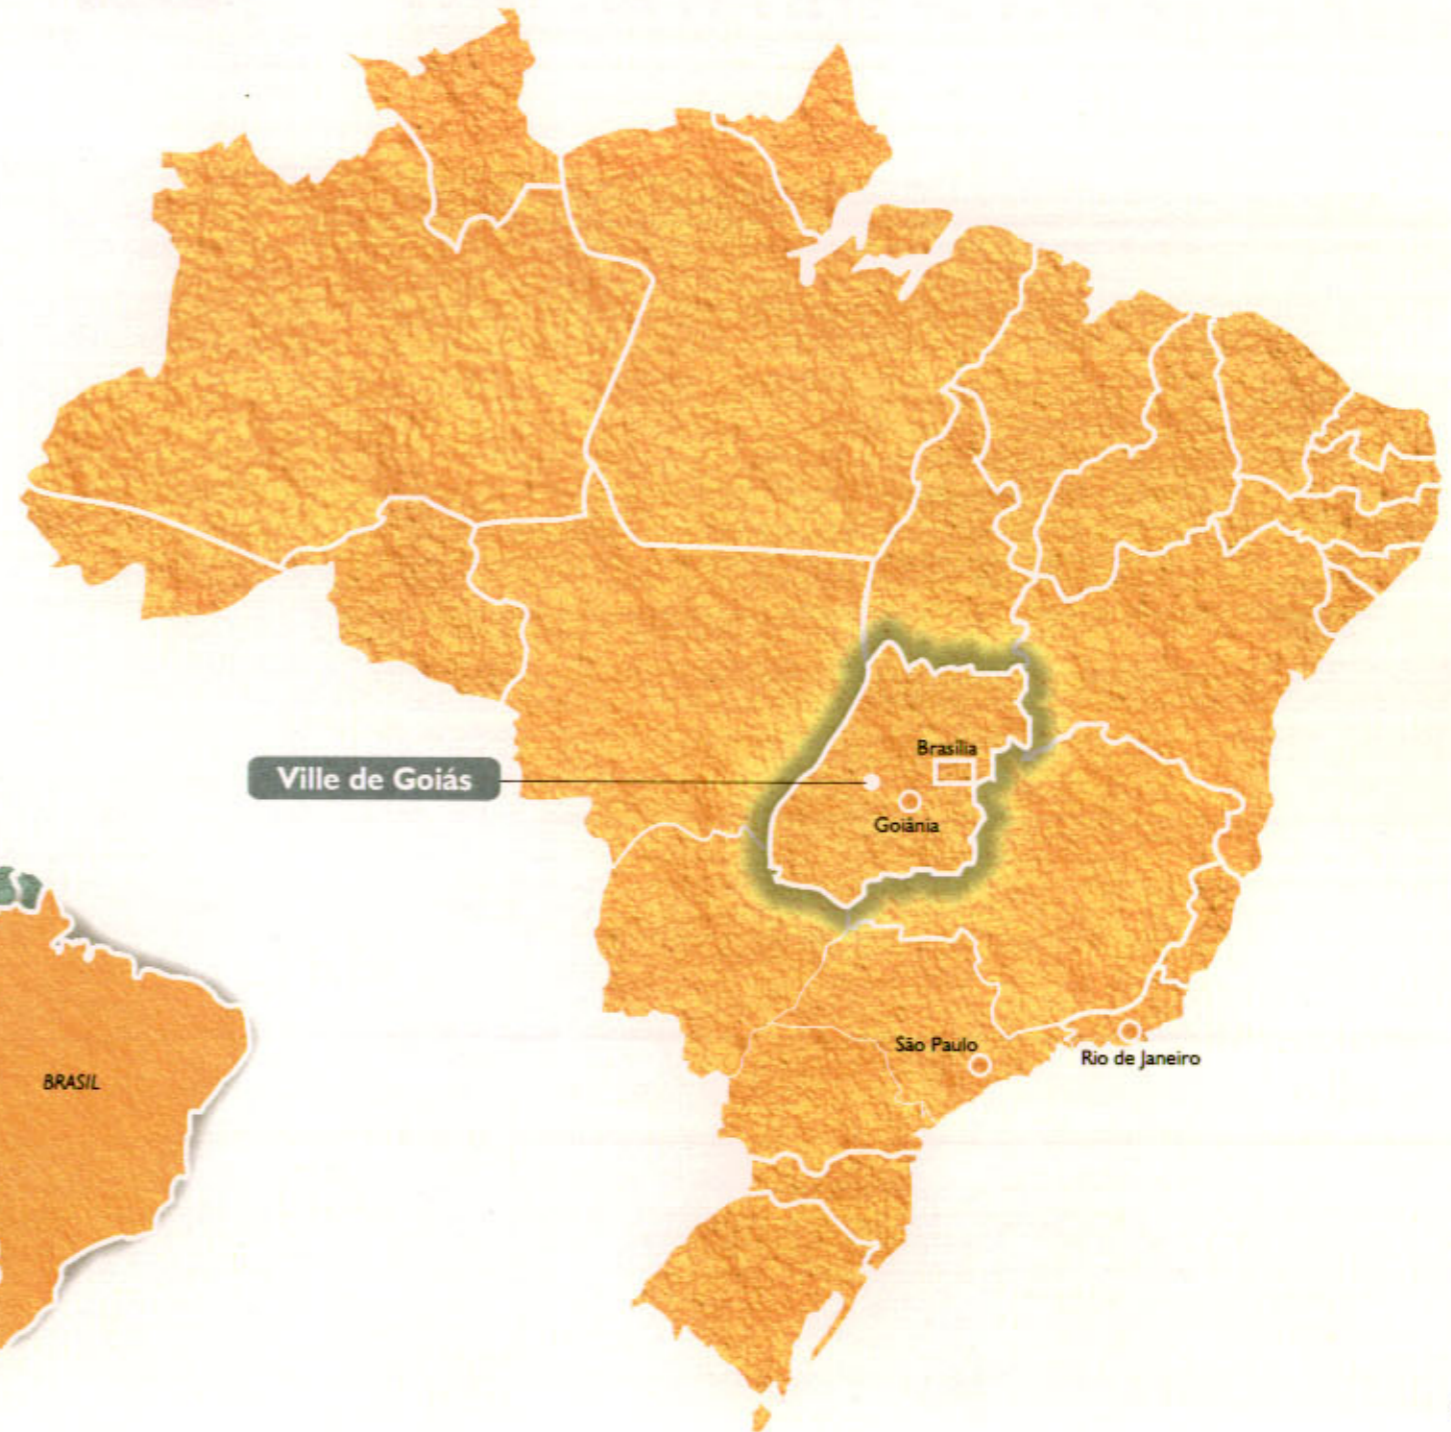 Brasília
Ville de Goiás
Goiânia
São Paulo
Rio de Janeiro
BRASIL